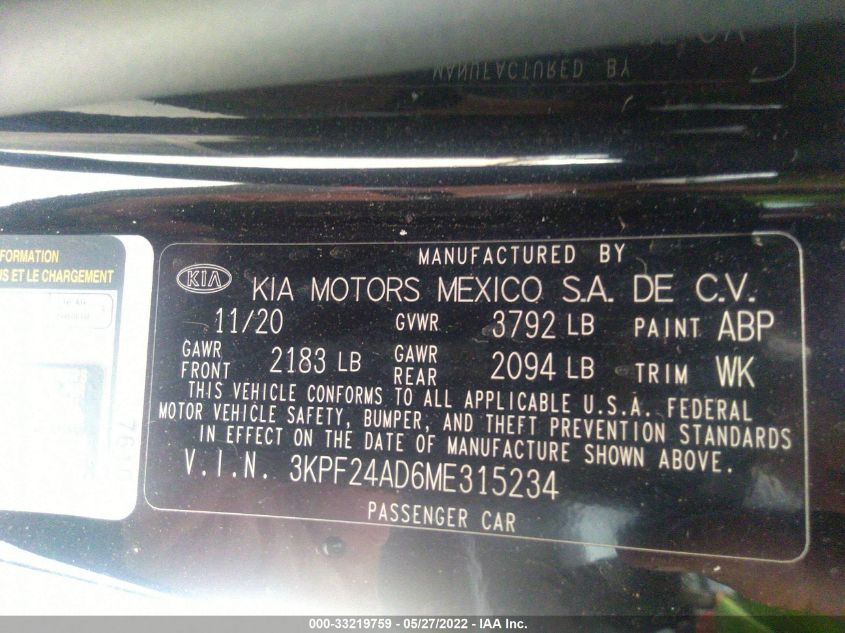 MANUFACTURED BY
FORMATION
US ET LE CHARGEMENT
MANUFACTURED BY
KIA KIA MOTORS MEXICO S.A. DE C.V.
11/20 GVWR 3792 LB PAINT ABP
GAWR FRONT 2183 LB GAWR REAR 2094 LB TRIM WK
THIS VEHICLE CONFORMS TO ALL APPLICABLE U.S.A. FEDERAL
MOTOR VEHICLE SAFETY, BUMPER, AND THEFT PREVENTION STANDARDS
IN EFFECT ON THE DATE OF MANUFACTURE SHOWN ABOVE.
V.I.N. 3KPF24AD6ME315234
PASSENGER CAR
000-33219759 - 05/27/2022 - IAA Inc.